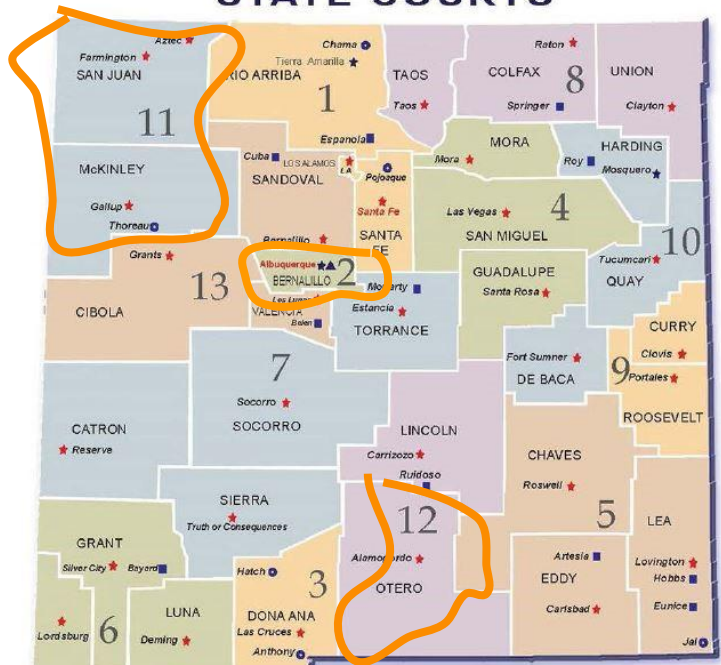 STATE COURTS
Aztec
Farmington
SAN JUAN
11
McKINLEY
Gallup
Thoreau
Chama
Tierra Amarilla
RIO ARRIBA
1
Espanola
TAOS
Taos
Raton
COLFAX
8
Springer
UNION
Clayton
MORA
Mora
HARDING
Roy
Mosquero
Cuba
LOS ALAMOS
LA
SANDOVAL
Bernalillo
Pojoaque
Santa Fe
SANTA
FE
Las Vegas
4
SAN MIGUEL
GUADALUPE
Santa Rosa
10
Tucumcari
QUAY
Grants
13
CIBOLA
Albuquerque
2
BERNALILLO
Los Lunas
VALENCIA
Belen
Moriarty
Estancia
TORRANCE
CURRY
Clovis
9
Portales
ROOSEVELT
Fort Sumner
DE BACA
7
Socorro
SOCORRO
CATRON
Reserve
LINCOLN
Carrizozo
Ruidoso
CHAVES
Roswell
5
LEA
Lovington
Hobbs
Eunice
Jal
SIERRA
Truth or Consequences
12
Alamogordo
OTERO
Artesia
EDDY
Carlsbad
GRANT
Silver City
Bayard
Lordsburg
6
LUNA
Deming
Hatch
3
DONA ANA
Las Cruces
Anthony